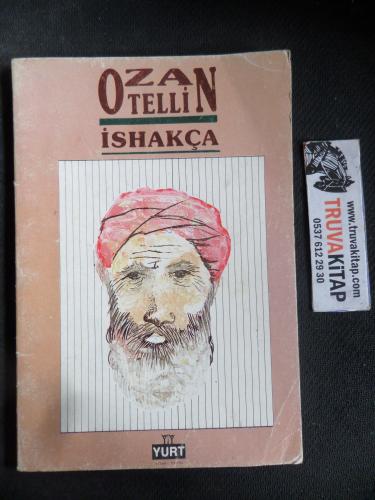 OZAN
TELLİN
İSHAKÇA
YURT
www.truvakitap.com
TRUVAKİTAP
0537 612 29 30